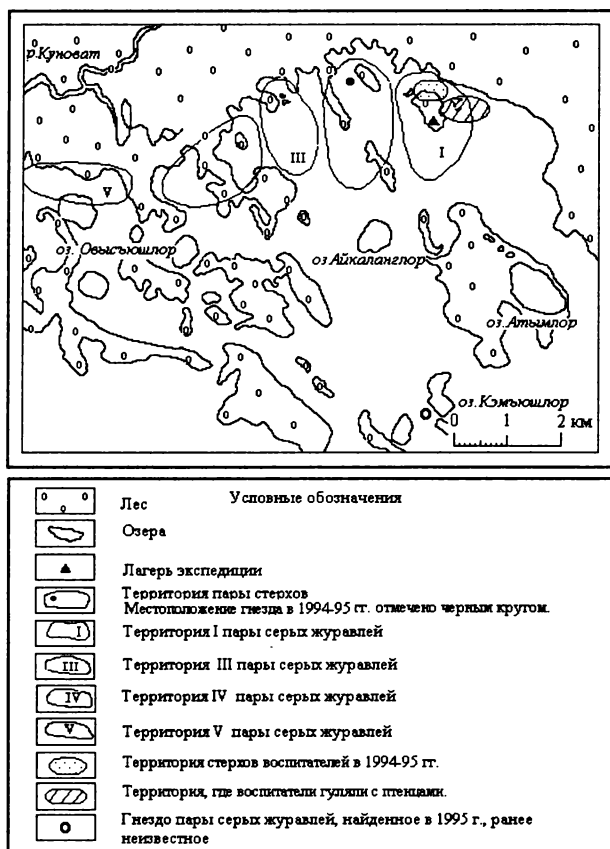 р.Куноват
III
I
V
оз. Овысъюшлор
оз.Айкаланглор
оз.Атымлор
оз.Кэмъюшлор
0 1 2 км
Условные обозначения
Лес
Озера
Лагерь экспедиции
Территория пары стерхов
Местоположение гнезда в 1994-95 гг. отмечено черным кругом.
I
Территория I пары серых журавлей
III
Территория III пары серых журавлей
IV
Территория IV пары серых журавлей
V
Территория V пары серых журавлей
Территория стерхов воспитателей в 1994-95 гг.
Территория, где воспитатели гуляли с птенцами.
Гнездо пары серых журавлей, найденное в 1995 г., ранее
неизвестное